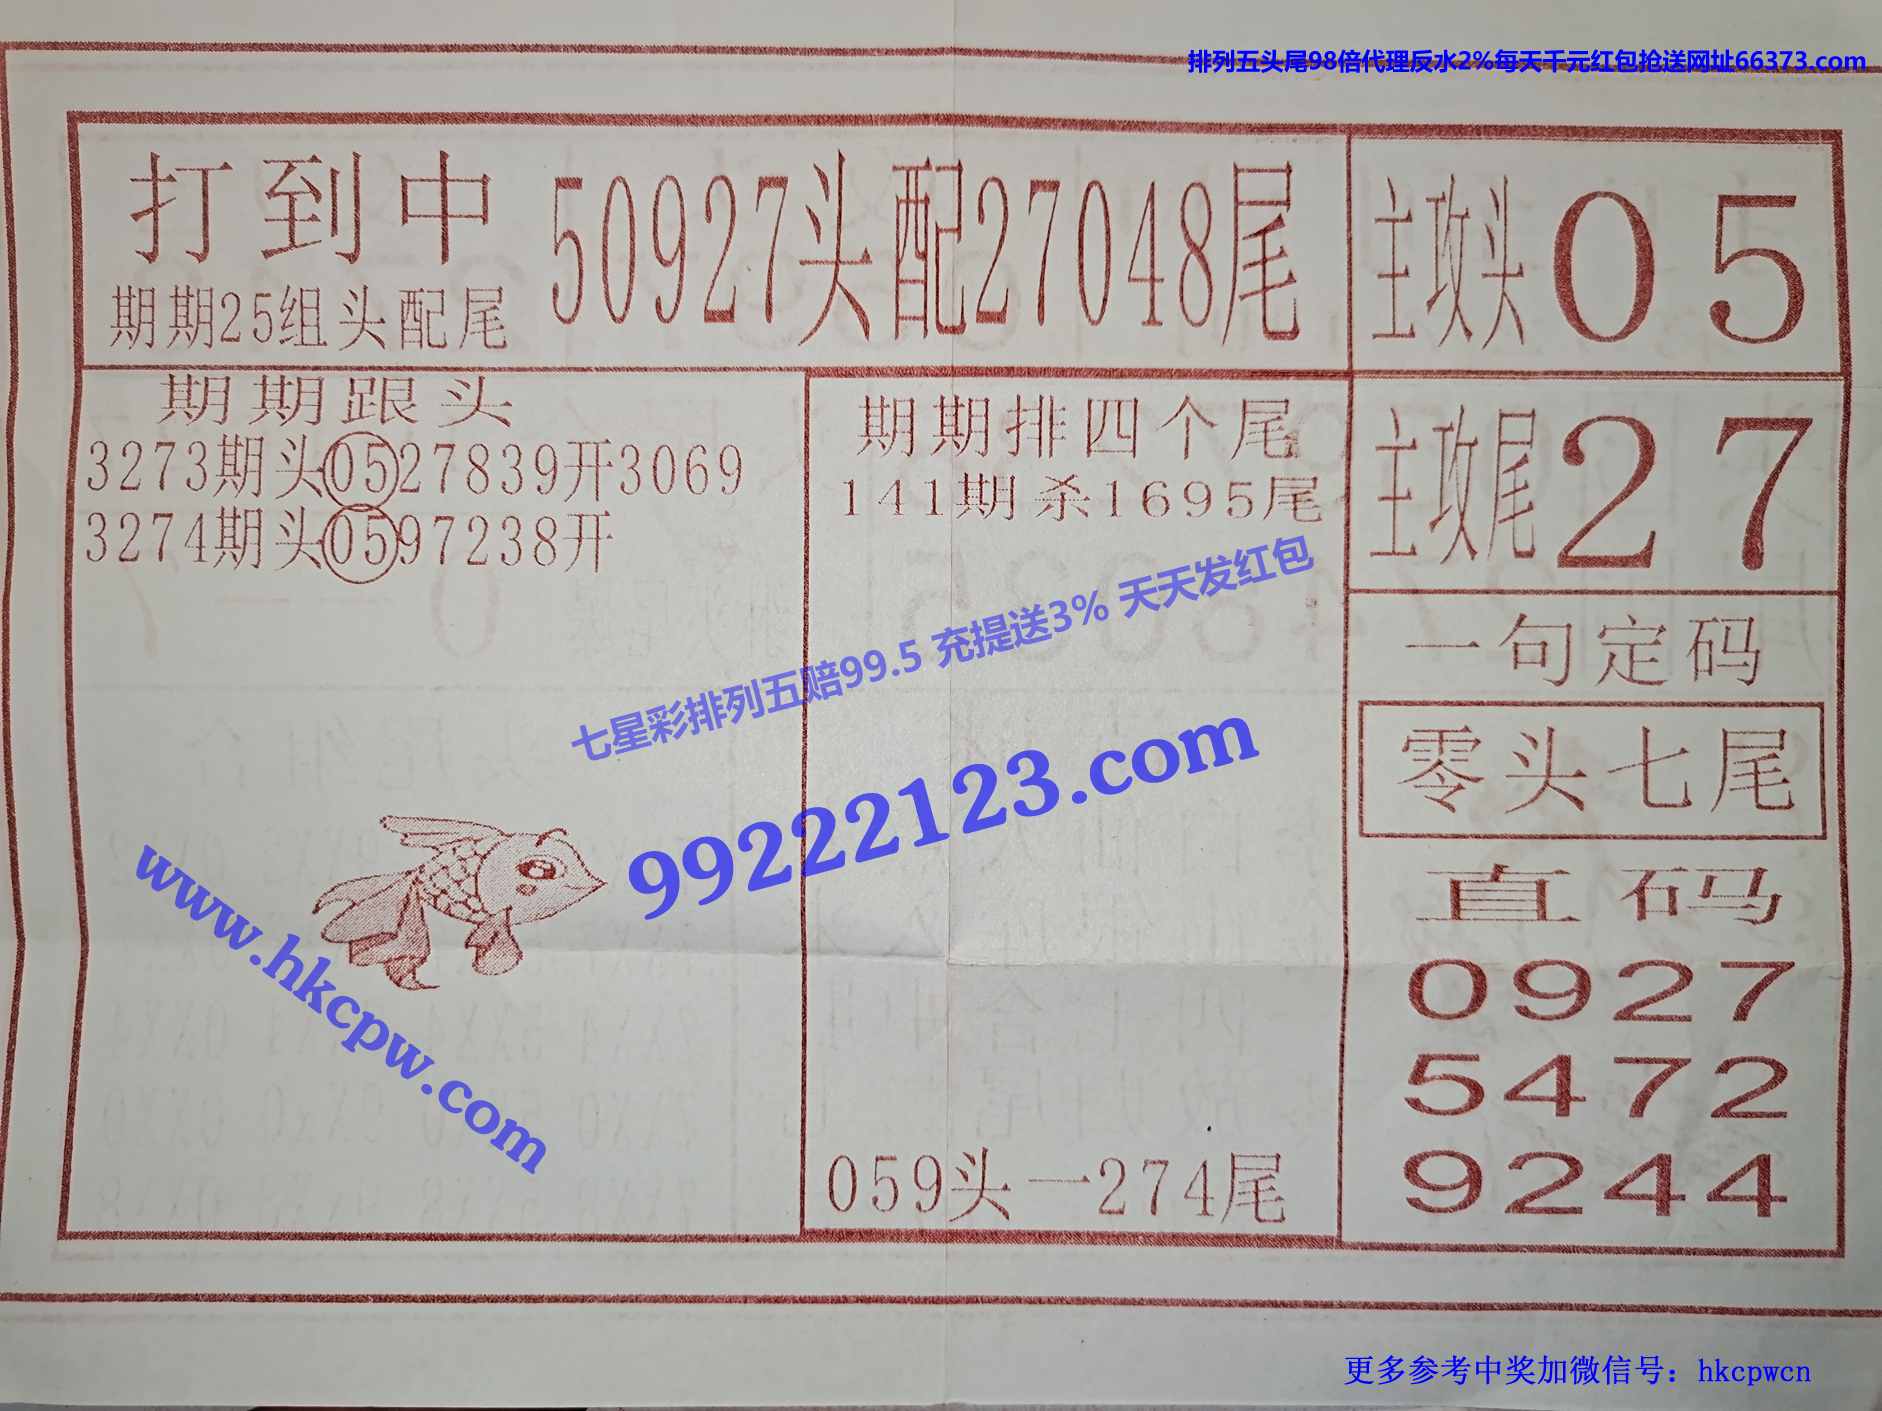 排列五头尾98倍代理反水2%每天千元红包抢送网址66373.com
打到中
期期25组头配尾
50927头配27048尾
主攻头05
期期跟头
3273期头0527839开3069
3274期头0597238开
期期排四个尾
141期杀1695尾
059头一274尾
主攻尾27
一句定码
零头七尾
直码
0927
5472
9244
七星彩排列五赔99.5 充提送3% 天天发红包
99222123.com
www.hkcpw.com
更多参考中奖加微信号：hkcpwcn